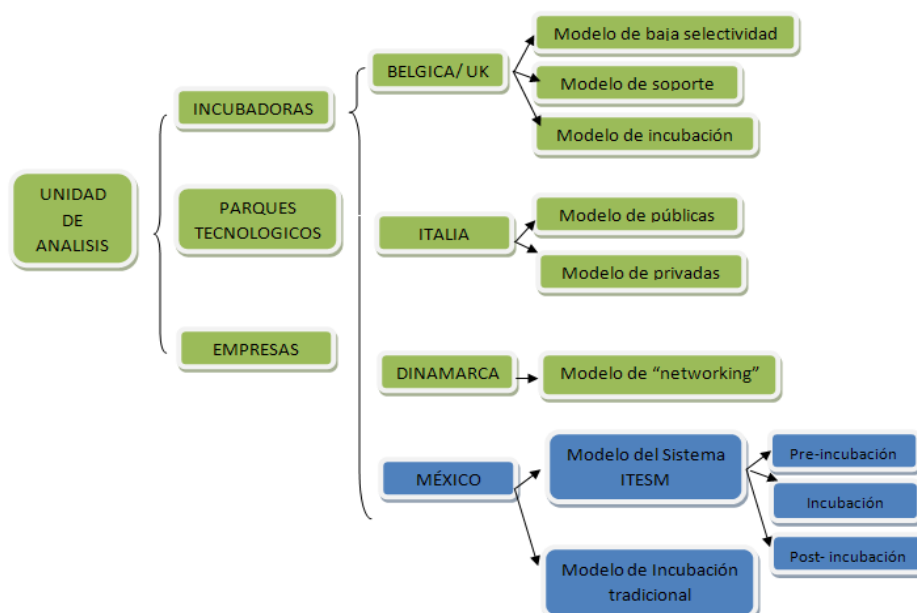 UNIDAD
DE
ANALISIS
INCUBADORAS
PARQUES
TECNOLOGICOS
EMPRESAS
BELGICA/ UK
Modelo de baja selectividad
Modelo de soporte
Modelo de incubación
ITALIA
Modelo de públicas
Modelo de privadas
DINAMARCA
Modelo de “networking”
MÉXICO
Modelo del Sistema
ITESM
Pre-incubación
Incubación
Post- incubación
Modelo de Incubación
tradicional